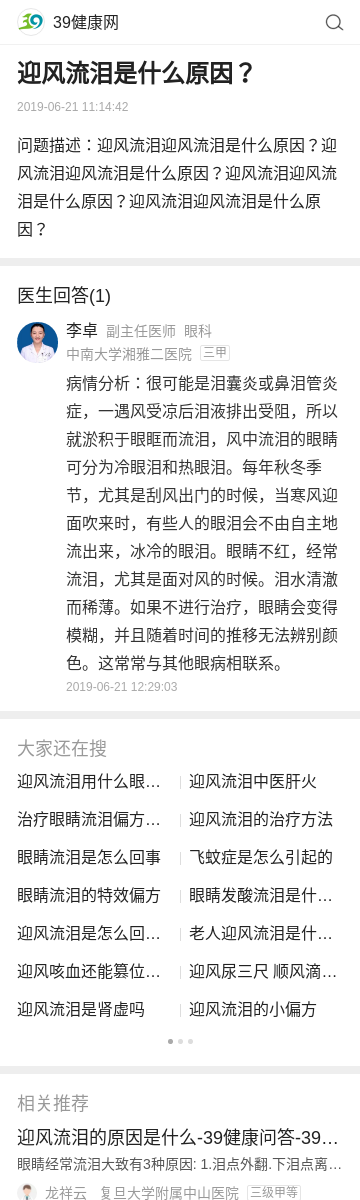 39健康网
迎风流泪是什么原因？
2019-06-21 11:14:42
问题描述：迎风流泪迎风流泪是什么原因？迎
风流泪迎风流泪是什么原因？迎风流泪迎风流
泪是什么原因？迎风流泪迎风流泪是什么原
因？
医生回答(1)
李卓 副主任医师 眼科
中南大学湘雅二医院 三甲
病情分析：很可能是泪囊炎或鼻泪管炎
症，一遇风受凉后泪液排出受阻，所以
就淤积于眼眶而流泪，风中流泪的眼睛
可分为冷眼泪和热眼泪。每年秋冬季
节，尤其是刮风出门的时候，当寒风迎
面吹来时，有些人的眼泪会不由自主地
流出来，冰冷的眼泪。眼睛不红，经常
流泪，尤其是面对风的时候。泪水清澈
而稀薄。如果不进行治疗，眼睛会变得
模糊，并且随着时间的推移无法辨别颜
色。这常常与其他眼病相联系。
2019-06-21 12:29:03
大家还在搜
迎风流泪用什么眼… 迎风流泪中医肝火
治疗眼睛流泪偏方… 迎风流泪的治疗方法
眼睛流泪是怎么回事 飞蚊症是怎么引起的
眼睛流泪的特效偏方 眼睛发酸流泪是什…
迎风流泪是怎么回… 老人迎风流泪是什…
迎风咳血还能篡位… 迎风尿三尺 顺风滴…
迎风流泪是肾虚吗 迎风流泪的小偏方
相关推荐
迎风流泪的原因是什么-39健康问答-39…
眼睛经常流泪大致有3种原因: 1.泪点外翻.下泪点离…
龙祥云 复旦大学附属中山医院 三级甲等